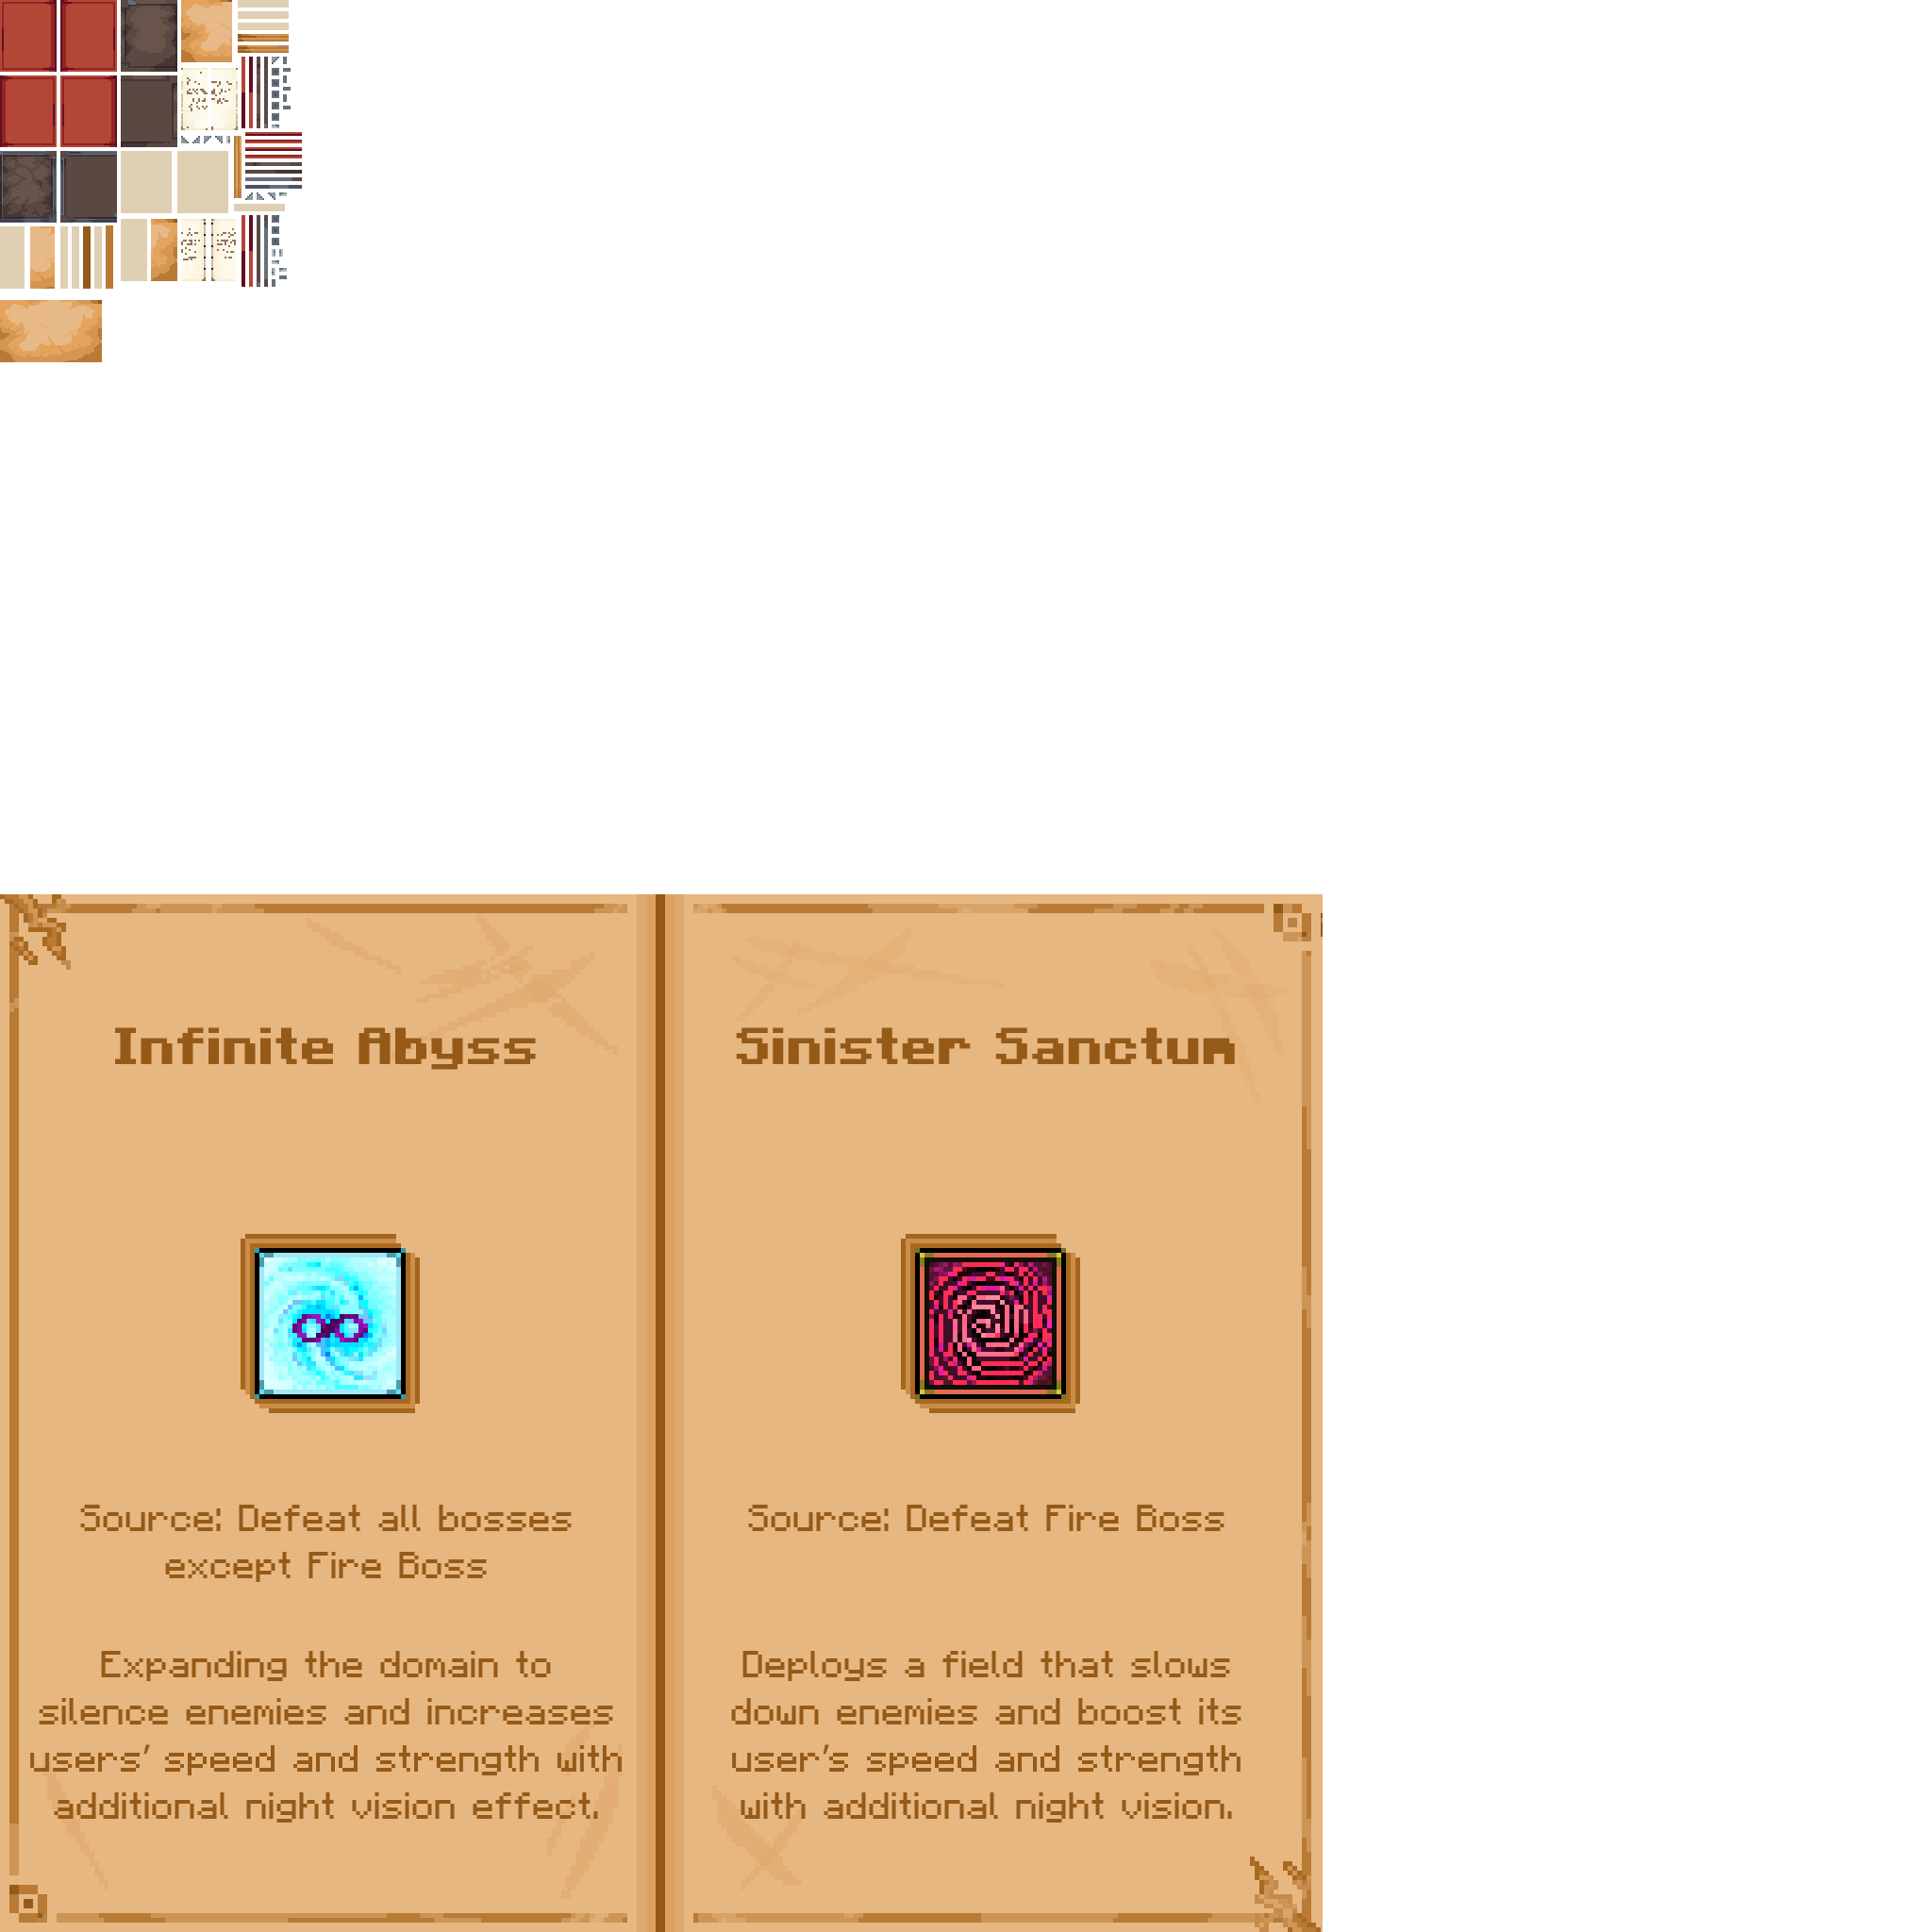 Infinite Abyss
Source: Defeat all bosses
except Fire Boss
Expanding the domain to
silence enemies and increases
users' speed and strength with
additional night vision effect.
Sinister Sanctum
Source: Defeat Fire Boss
Deploys a field that slows
down enemies and boost its
user's speed and strength
with additional night vision.